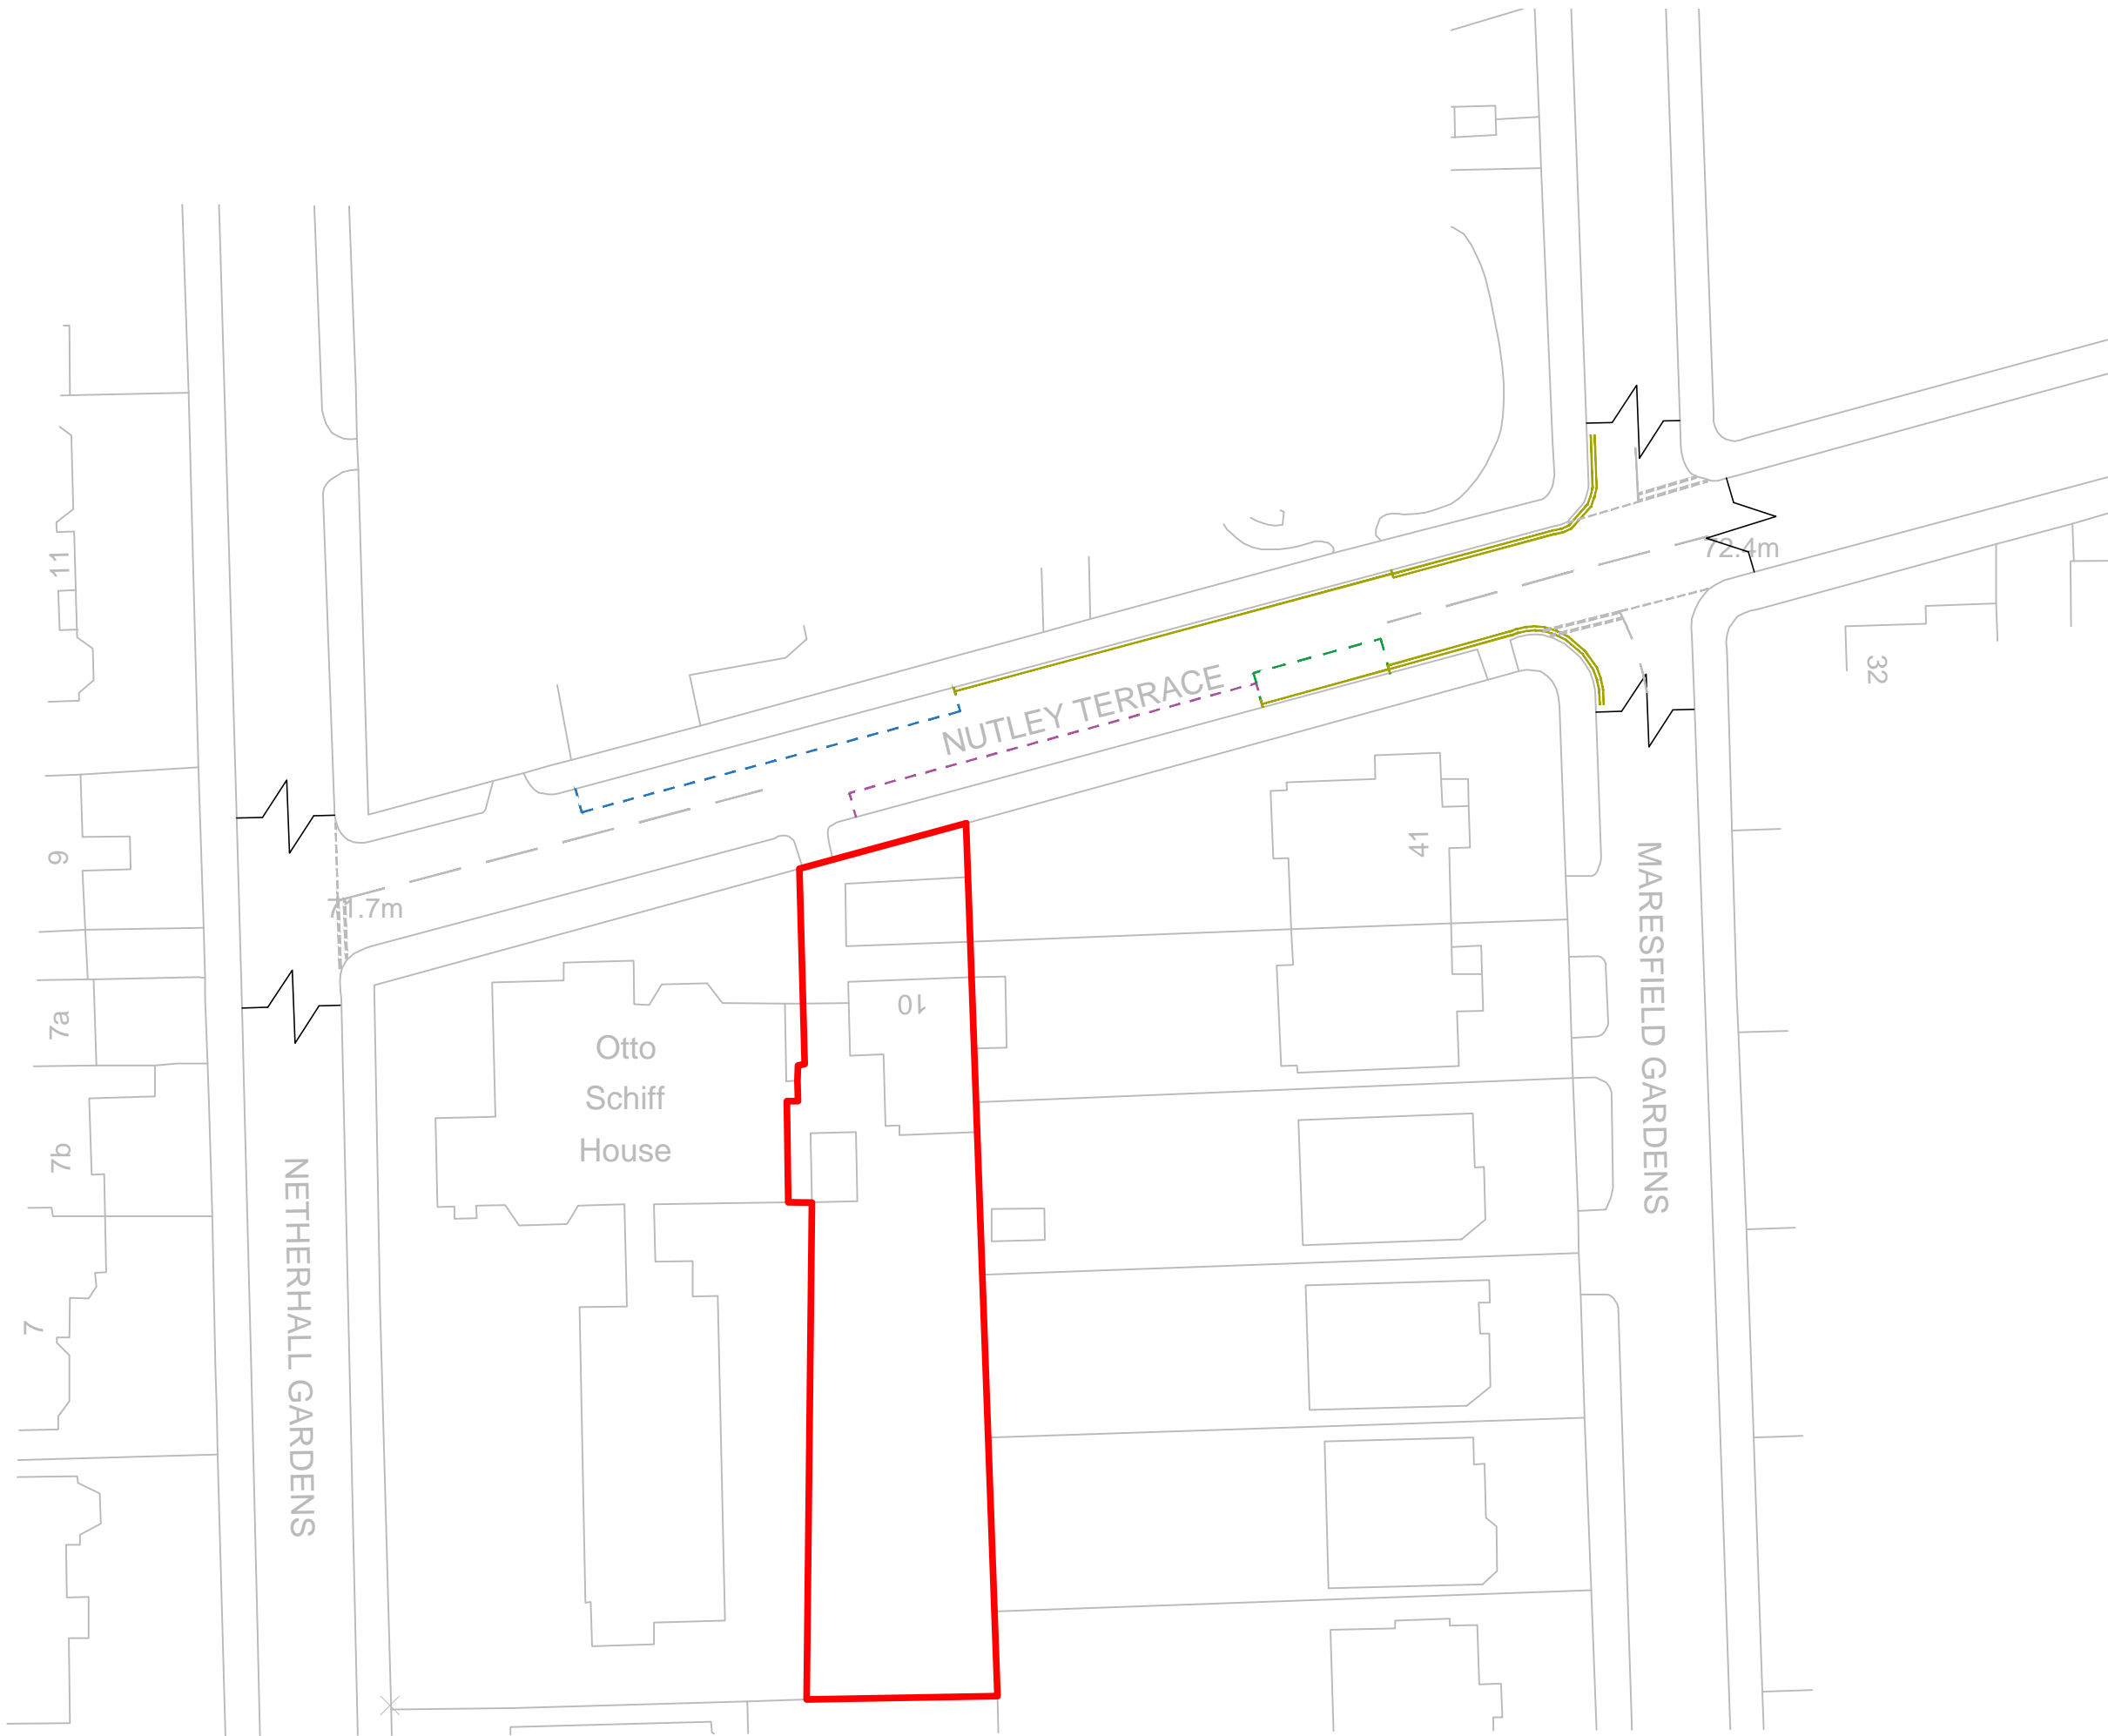 11
72.4m
32
NUTLEY TERRACE
41
9
71.7m
10
7a
Otto
Schiff
House
7b
7
NETHERHALL GARDENS
MARESFIELD GARDENS